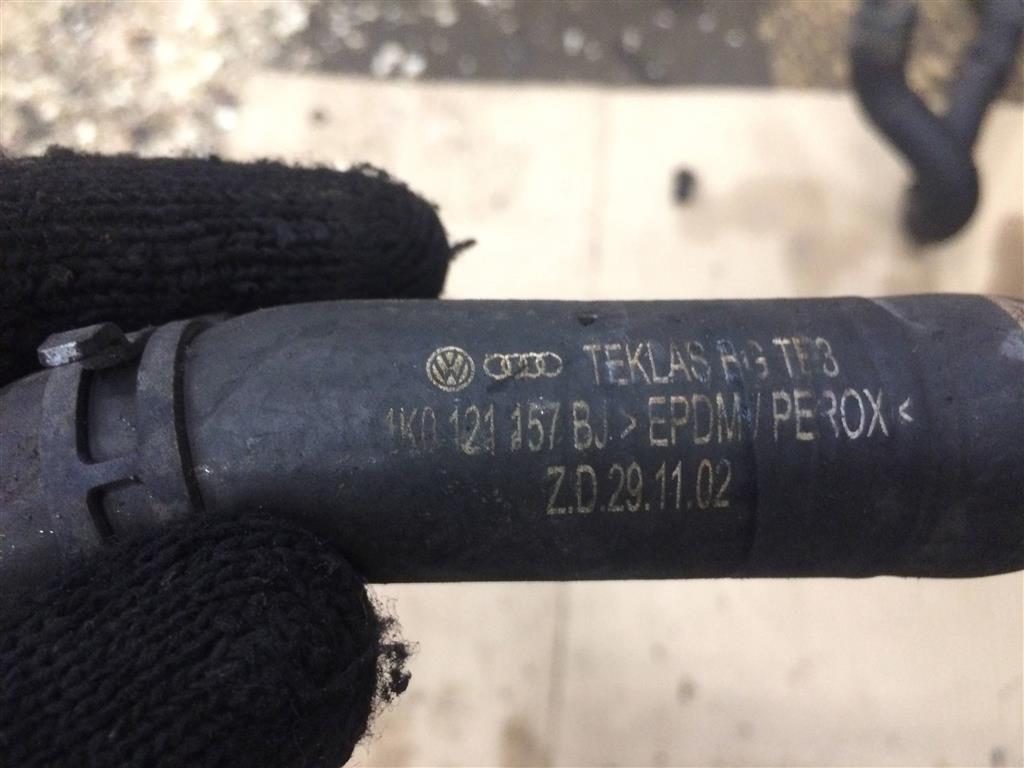 TEKLAS BG TE3
1K0 121 157 BJ >EPDM / PEROX<
Z.D.29.11.02